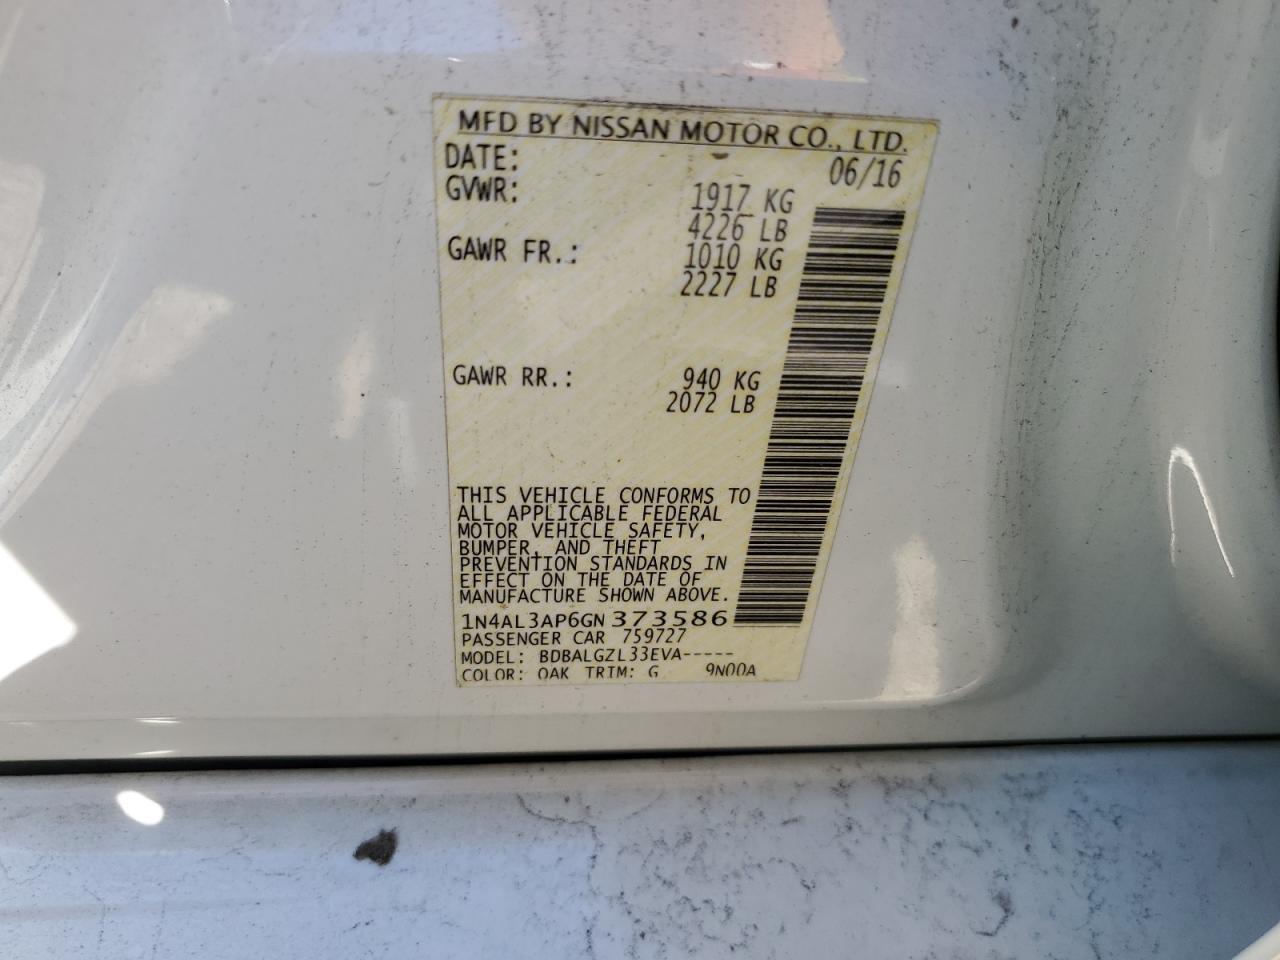 MFD BY NISSAN MOTOR CO., LTD.
DATE: 06/16
GVWR: 1917 KG
4226 LB
GAWR FR.: 1010 KG
2227 LB
GAWR RR.: 940 KG
2072 LB
THIS VEHICLE CONFORMS TO
ALL APPLICABLE FEDERAL
MOTOR VEHICLE SAFETY,
BUMPER, AND THEFT
PREVENTION STANDARDS IN
EFFECT ON THE DATE OF
MANUFACTURE SHOWN ABOVE.
1N4AL3AP6GN373586
PASSENGER CAR 759727
MODEL: BDBALGZL33EVA-----
COLOR: QAK TRIM: G 9N00A